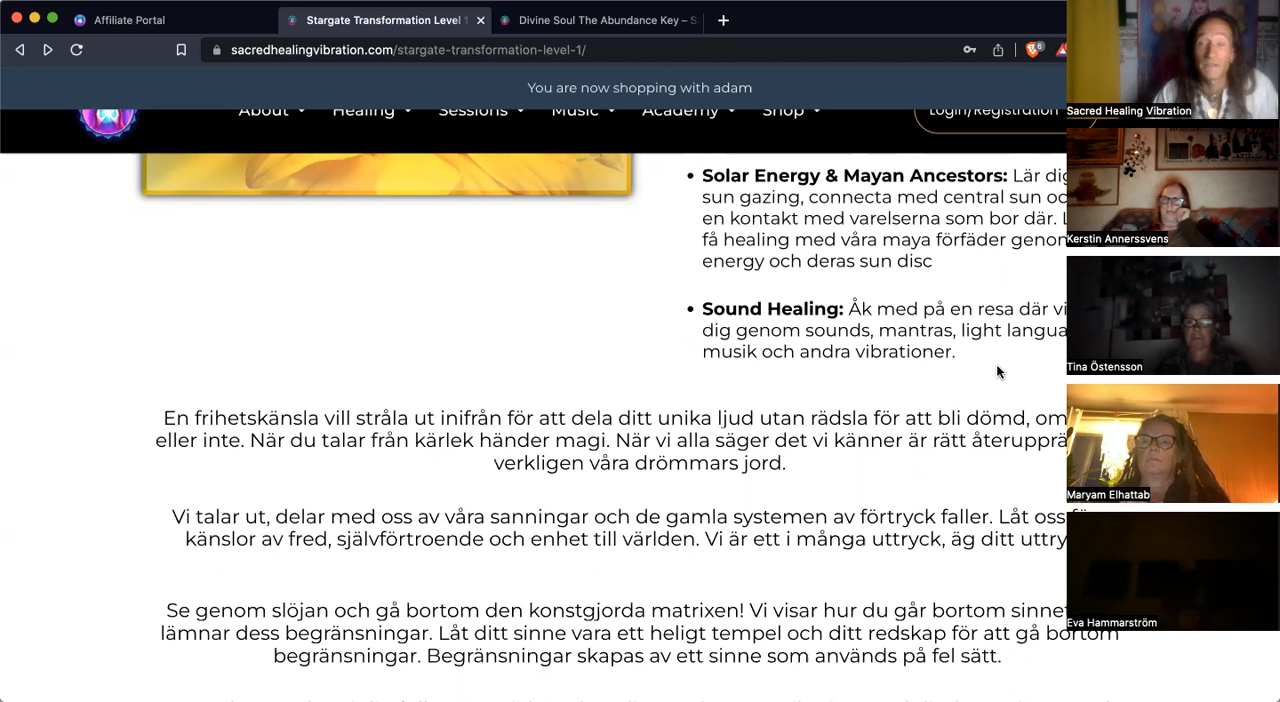 Affiliate Portal
Stargate Transformation Level 1
Divine Soul The Abundance Key – S
sacredhealingvibration.com/stargate-transformation-level-1/
6
You are now shopping with adam
About
Healing
Sessions
Music
Academy
Shop
Login/Registration
Solar Energy & Mayan Ancestors: Lär dig
sun gazing, connecta med central sun oc
en kontakt med varelserna som bor där. L
få healing med våra maya förfäder genom
energy och deras sun disc
Sound Healing: Åk med på en resa där vi
dig genom sounds, mantras, light langua
musik och andra vibrationer.
En frihetskänsla vill stråla ut inifrån för att dela ditt unika ljud utan rädsla för att bli dömd, om
eller inte. När du talar från kärlek händer magi. När vi alla säger det vi känner är rätt återupprä
verkligen våra drömmars jord.
Vi talar ut, delar med oss av våra sanningar och de gamla systemen av förtryck faller. Låt oss
känslor av fred, självförtroende och enhet till världen. Vi är ett i många uttryck, äg ditt uttry
Se genom slöjan och gå bortom den konstgjorda matrixen! Vi visar hur du går bortom sinnet
lämnar dess begränsningar. Låt ditt sinne vara ett heligt tempel och ditt redskap för att gå bortom
begränsningar. Begränsningar skapas av ett sinne som används på fel sätt.
Sacred Healing Vibration
Kerstin Annerssvens
Tina Östensson
Maryam Elhattab
Eva Hammarström